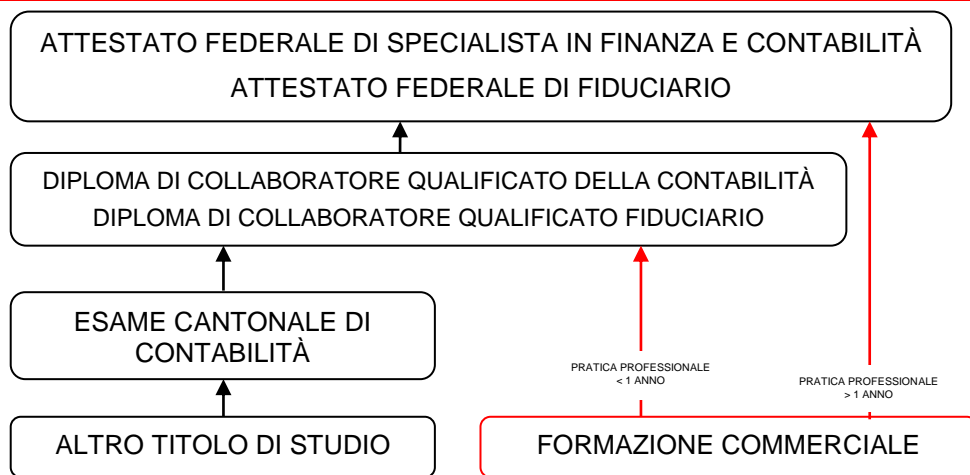 ATTESTATO FEDERALE DI SPECIALISTA IN FINANZA E CONTABILITÀ
ATTESTATO FEDERALE DI FIDUCIARIO
DIPLOMA DI COLLABORATORE QUALIFICATO DELLA CONTABILITÀ
DIPLOMA DI COLLABORATORE QUALIFICATO FIDUCIARIO
ESAME CANTONALE DI
CONTABILITÀ
PRATICA PROFESSIONALE
< 1 ANNO
PRATICA PROFESSIONALE
> 1 ANNO
ALTRO TITOLO DI STUDIO
FORMAZIONE COMMERCIALE